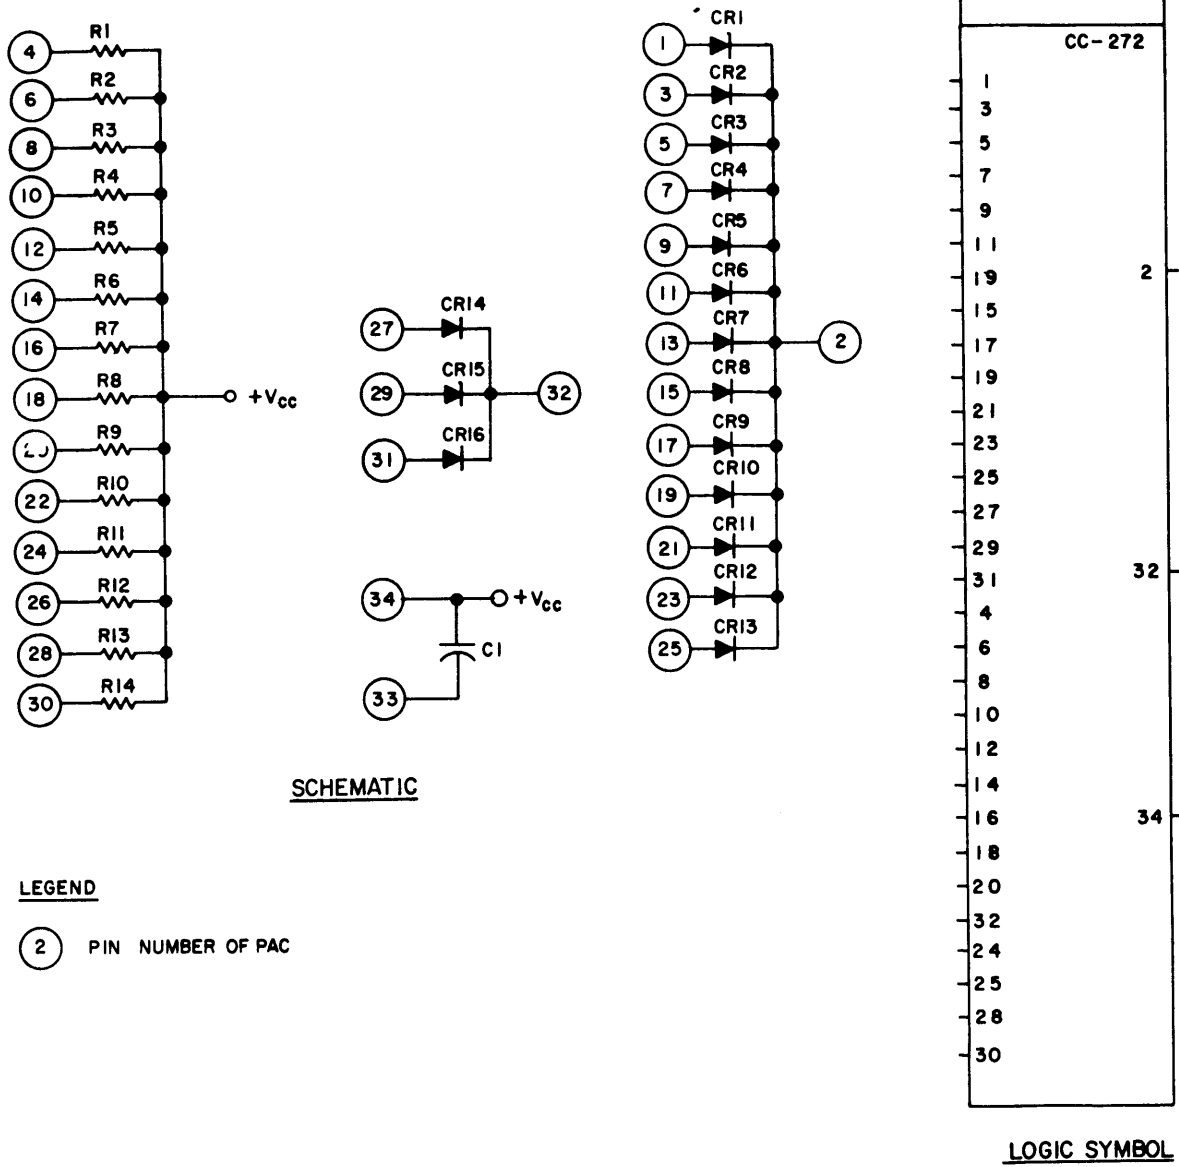 4 R1
6 R2
8 R3
10 R4
12 R5
14 R6
16 R7
18 R8 +Vcc
R9
22 R10
24 R11
26 R12
28 R13
30 R14
27 CR14
29 CR15 32
31 CR16
34 +Vcc
C1
33
1 CR1
3 CR2
5 CR3
7 CR4
9 CR5
11 CR6
13 CR7 2
15 CR8
17 CR9
19 CR10
21 CR11
23 CR12
25 CR13
SCHEMATIC
LEGEND
2 PIN NUMBER OF PAC
CC-272
1
3
5
7
9
11
19 2
15
17
19
21
23
25
27
29
31 32
4
6
8
10
12
14
16 34
18
20
32
24
25
28
30
LOGIC SYMBOL